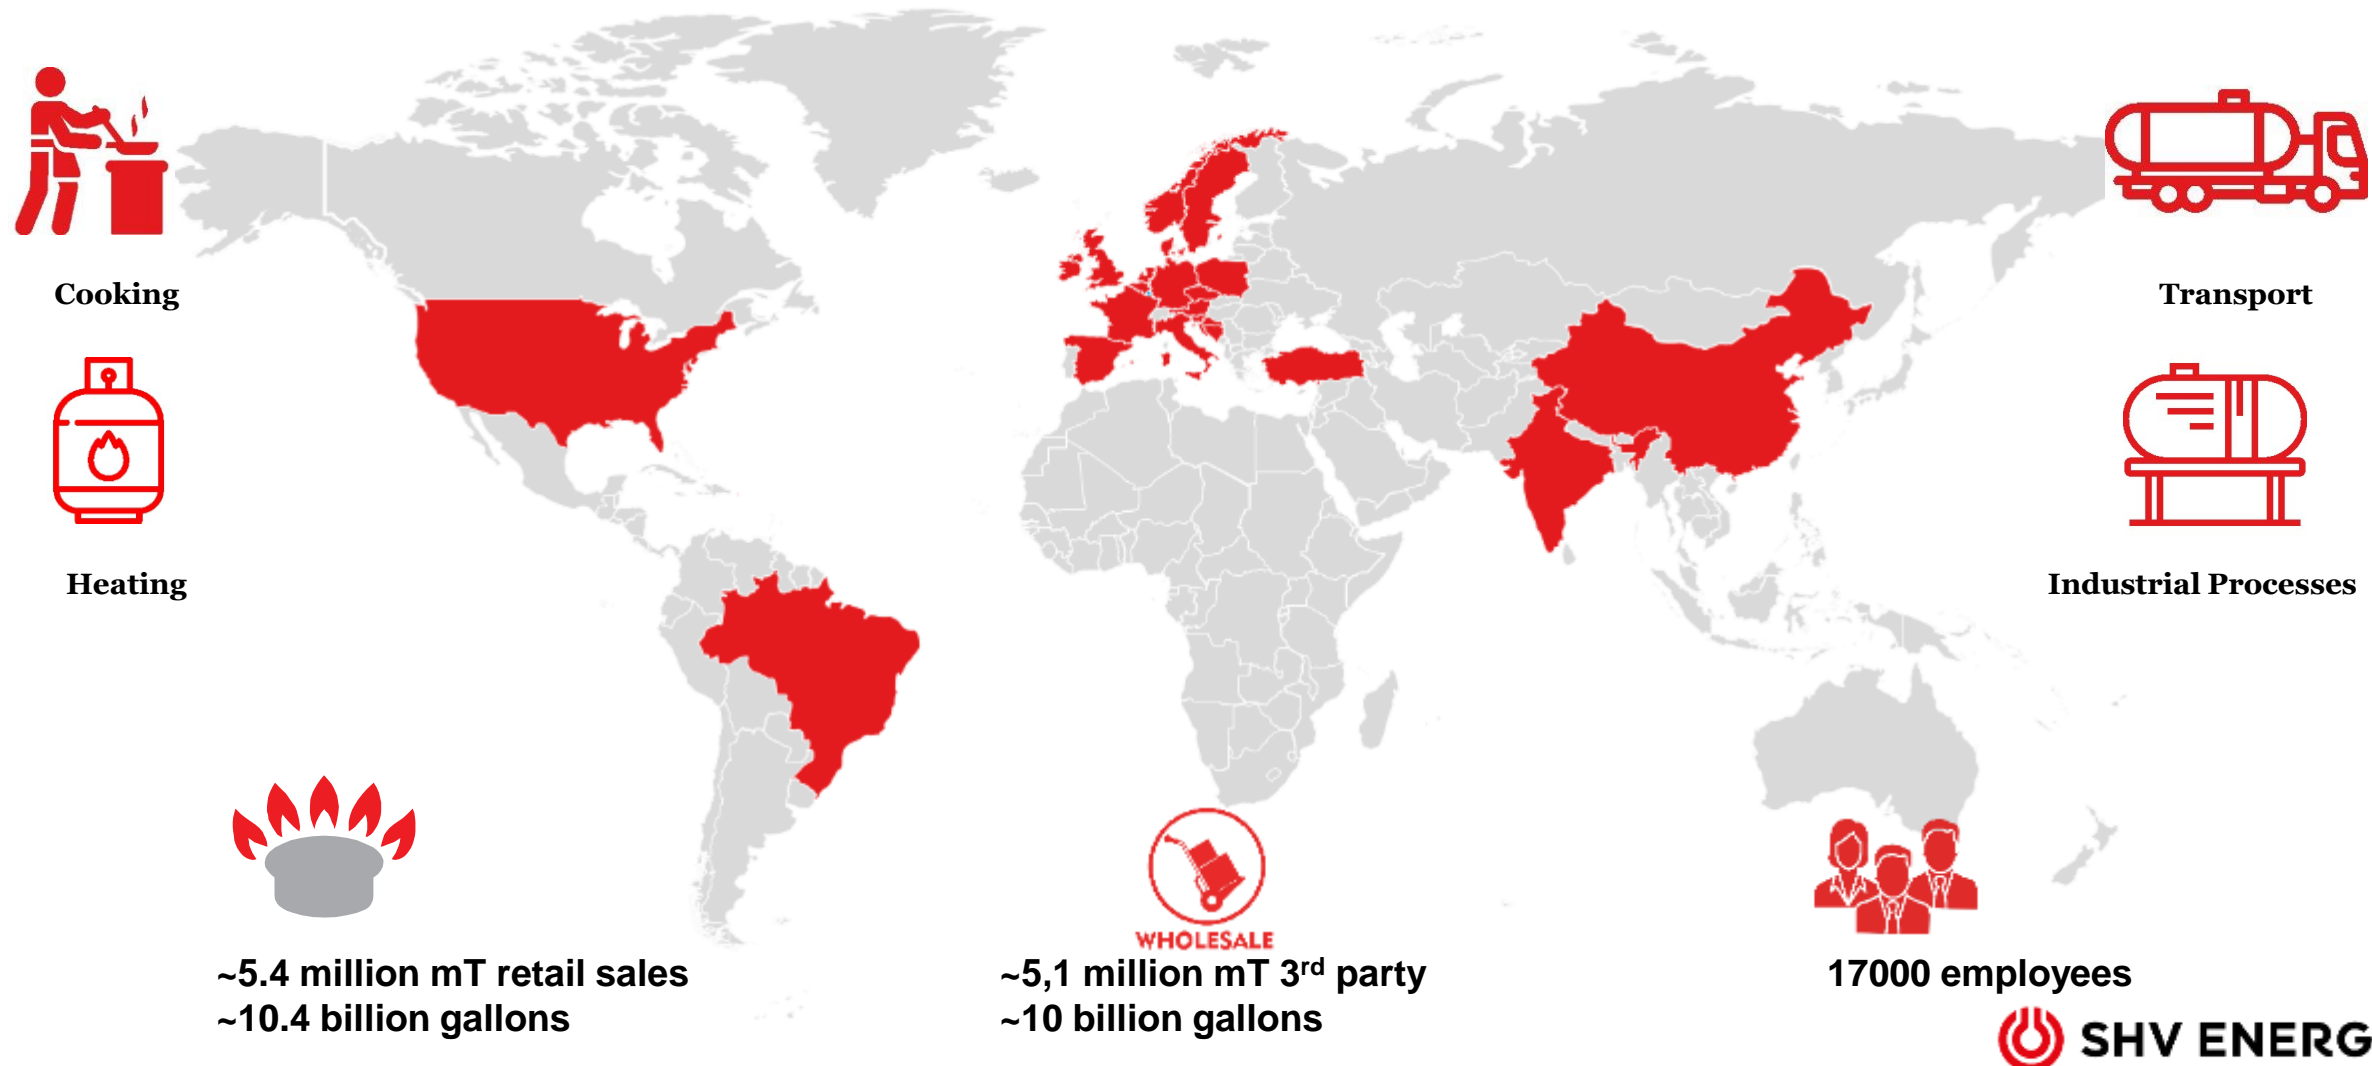 Cooking
Transport
Heating
Industrial Processes
WHOLESALE
~5.4 million mT retail sales
~10.4 billion gallons
~5,1 million mT 3rd party
~10 billion gallons
17000 employees
SHV ENERG